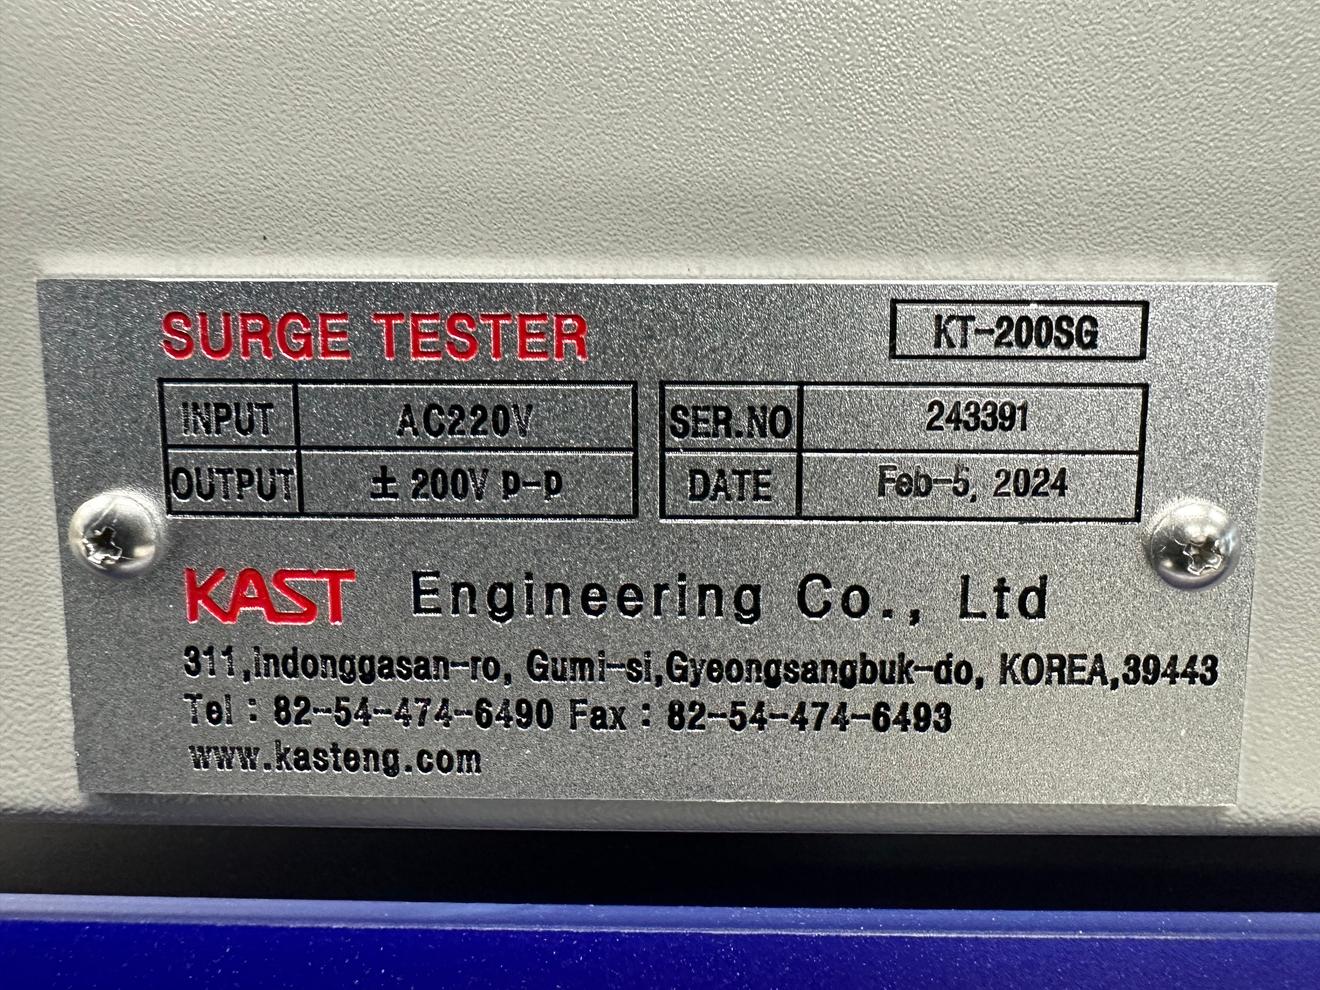 SURGE TESTER KT-200SG
INPUT AC220V SER.NO 243391
OUTPUT ± 200V p-p DATE Feb-5, 2024
KAST Engineering Co., Ltd
311,Indonggasan-ro, Gumi-si,Gyeongsangbuk-do, KOREA,39443
Tel : 82-54-474-6490 Fax : 82-54-474-6493
www.kasteng.com